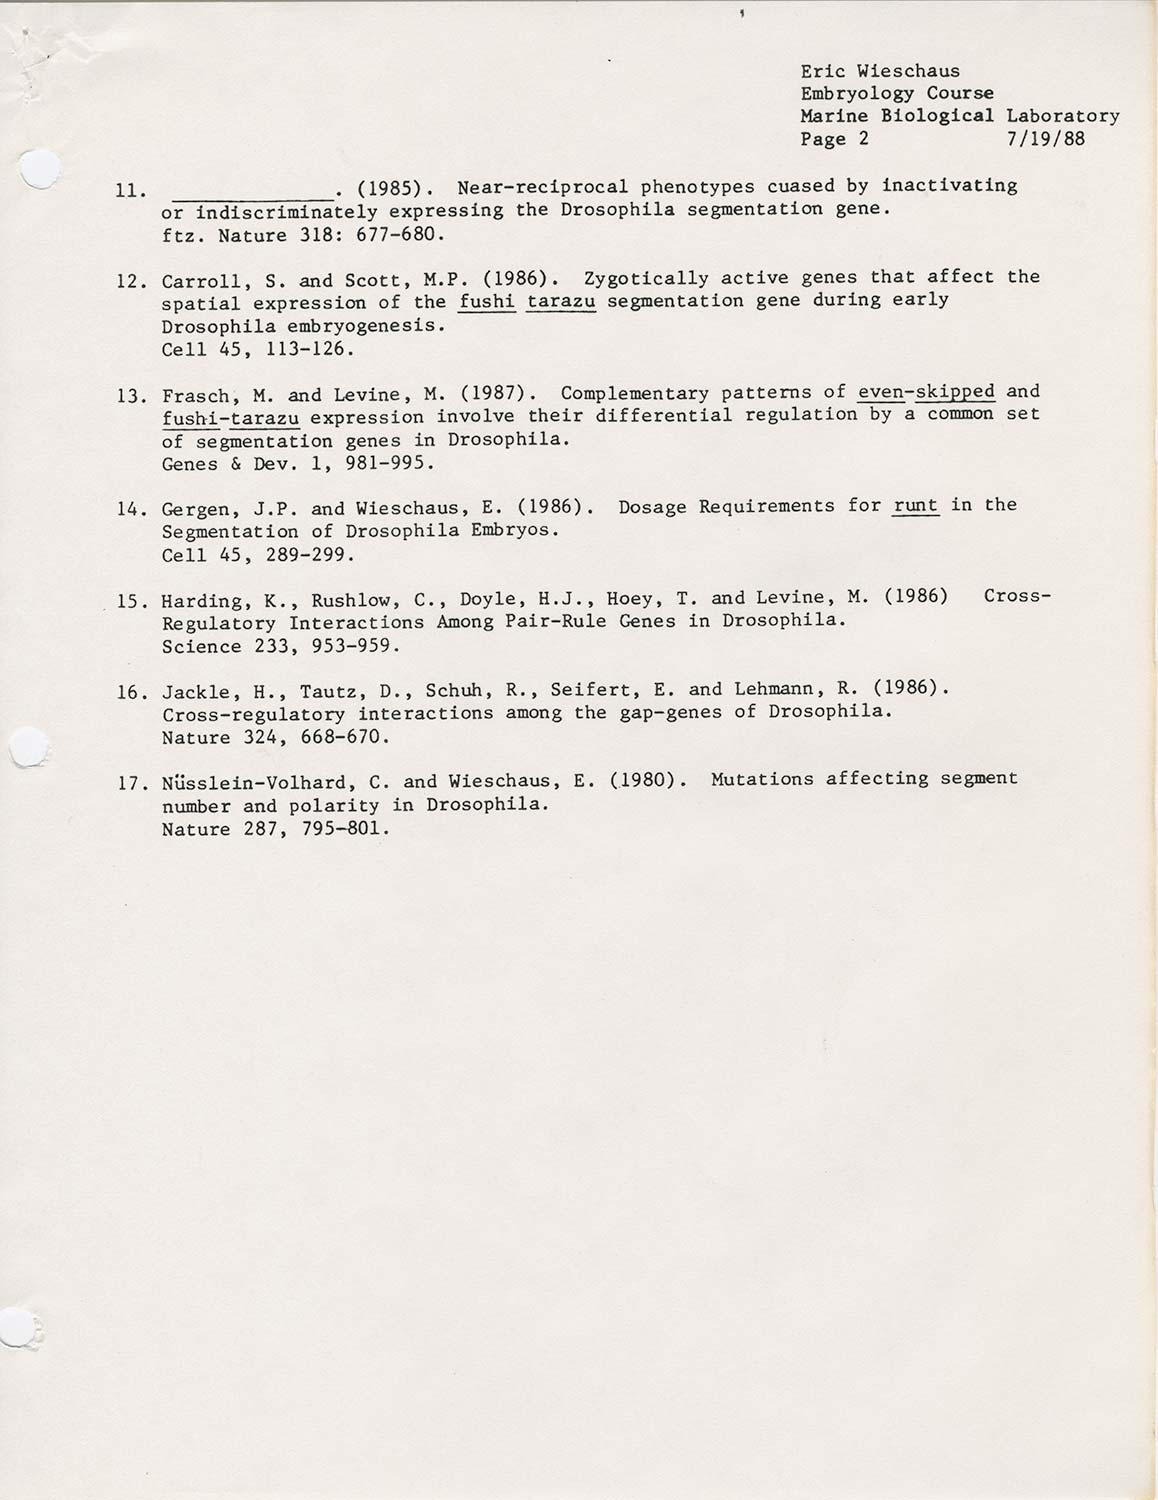 Eric Wieschaus
Embryology Course
Marine Biological Laboratory
Page 2 7/19/88
11. ______________. (1985). Near-reciprocal phenotypes cuased by inactivating
or indiscriminately expressing the Drosophila segmentation gene.
ftz. Nature 318: 677-680.
12. Carroll, S. and Scott, M.P. (1986). Zygotically active genes that affect the
spatial expression of the fushi tarazu segmentation gene during early
Drosophila embryogenesis.
Cell 45, 113-126.
13. Frasch, M. and Levine, M. (1987). Complementary patterns of even-skipped and
fushi-tarazu expression involve their differential regulation by a common set
of segmentation genes in Drosophila.
Genes & Dev. 1, 981-995.
14. Gergen, J.P. and Wieschaus, E. (1986). Dosage Requirements for runt in the
Segmentation of Drosophila Embryos.
Cell 45, 289-299.
15. Harding, K., Rushlow, C., Doyle, H.J., Hoey, T. and Levine, M. (1986) Cross-
Regulatory Interactions Among Pair-Rule Genes in Drosophila.
Science 233, 953-959.
16. Jackle, H., Tautz, D., Schuh, R., Seifert, E. and Lehmann, R. (1986).
Cross-regulatory interactions among the gap-genes of Drosophila.
Nature 324, 668-670.
17. Nüsslein-Volhard, C. and Wieschaus, E. (1980). Mutations affecting segment
number and polarity in Drosophila.
Nature 287, 795-801.